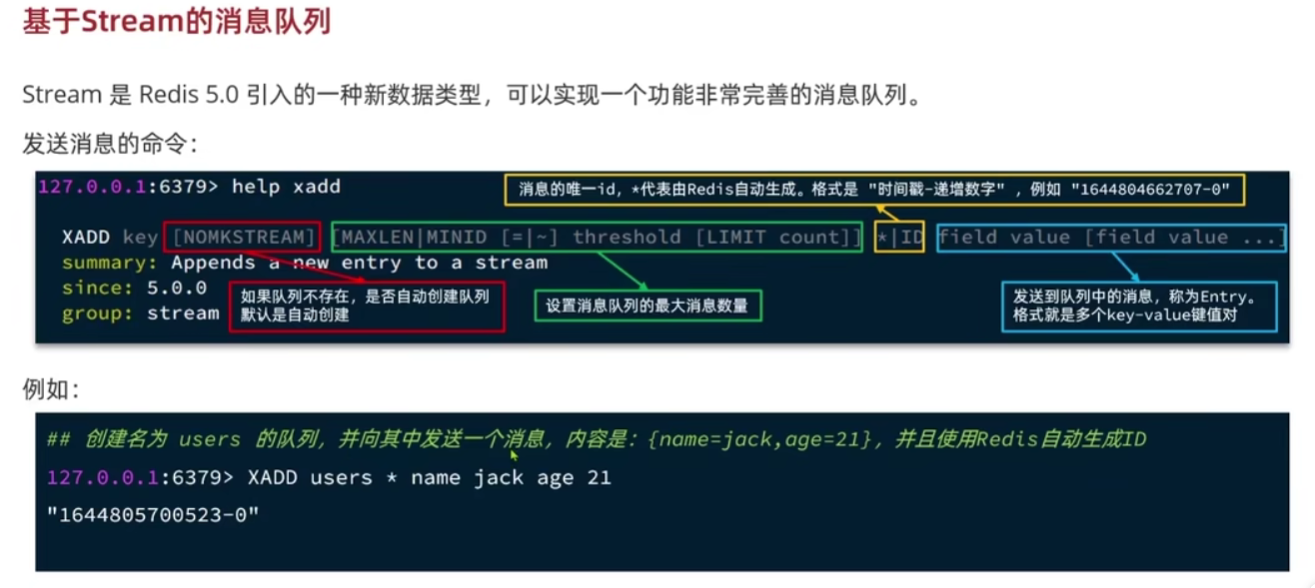 基于Stream的消息队列
Stream 是 Redis 5.0 引入的一种新数据类型，可以实现一个功能非常完善的消息队列。
发送消息的命令：
127.0.0.1:6379> help xadd
消息的唯一id，*代表由Redis自动生成。格式是 "时间戳-递增数字" ，例如 "1644804662707-0"
XADD key [NOMKSTREAM] [MAXLEN|MINID [=|~] threshold [LIMIT count]] *|ID field value [field value ...]
summary: Appends a new entry to a stream
since: 5.0.0
group: stream
如果队列不存在，是否自动创建队列
默认是自动创建
设置消息队列的最大消息数量
发送到队列中的消息，称为Entry。
格式就是多个key-value键值对
例如：
## 创建名为 users 的队列，并向其中发送一个消息，内容是：{name=jack,age=21}，并且使用Redis自动生成ID
127.0.0.1:6379> XADD users * name jack age 21
"1644805700523-0"